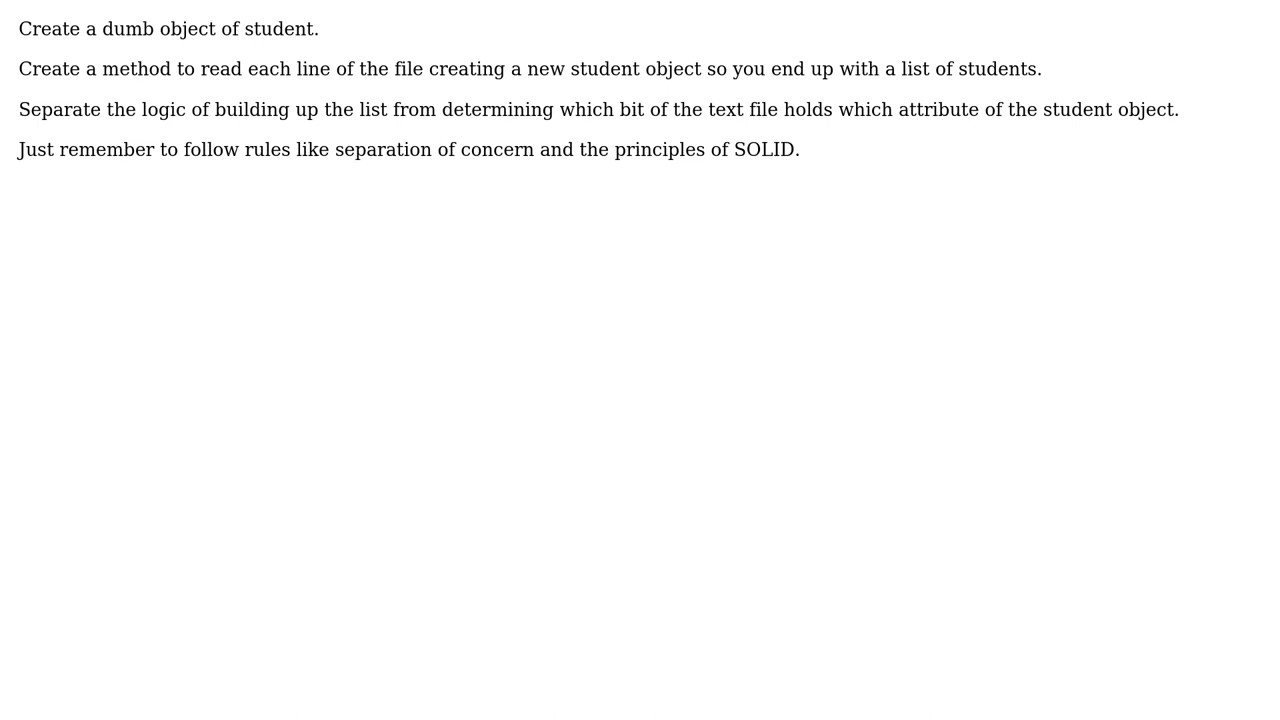 Create a dumb object of student.
Create a method to read each line of the file creating a new student object so you end up with a list of students.
Separate the logic of building up the list from determining which bit of the text file holds which attribute of the student object.
Just remember to follow rules like separation of concern and the principles of SOLID.